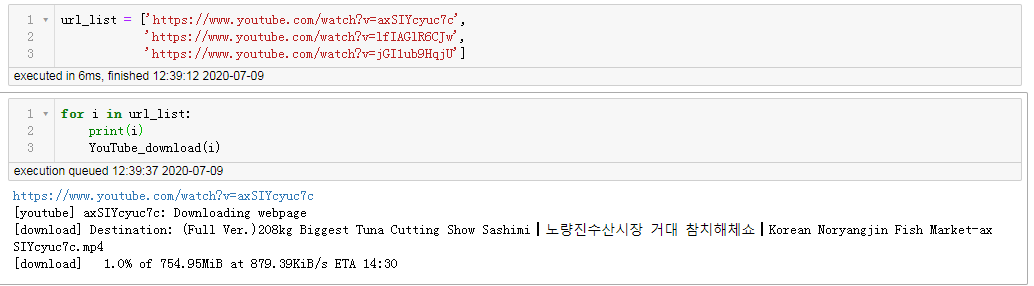 1 url_list = ['https://www.youtube.com/watch?v=axSIYcyuc7c',
2 'https://www.youtube.com/watch?v=lfIAGlR6CJw',
3 'https://www.youtube.com/watch?v=jGI1ub9HqjU']
executed in 6ms, finished 12:39:12 2020-07-09
1 for i in url_list:
2 print(i)
3 YouTube_download(i)
execution queued 12:39:37 2020-07-09
https://www.youtube.com/watch?v=axSIYcyuc7c
[youtube] axSIYcyuc7c: Downloading webpage
[download] Destination: (Full Ver.)208kg Biggest Tuna Cutting Show Sashimi┃노량진수산시장 거대 참치해체쇼┃Korean Noryangjin Fish Market-ax
SIYcyuc7c.mp4
[download] 1.0% of 754.95MiB at 879.39KiB/s ETA 14:30